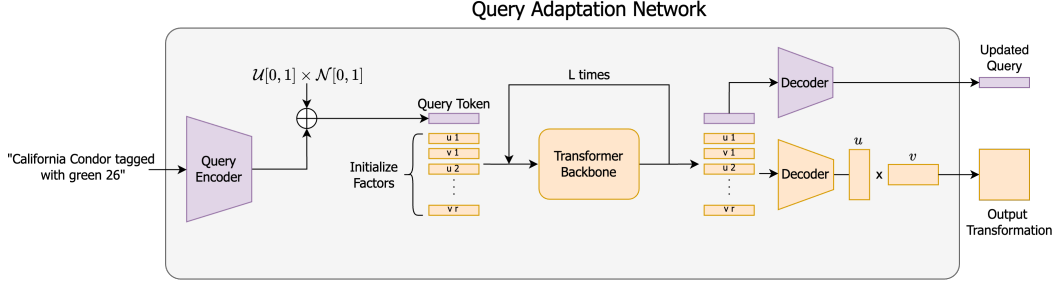 Query Adaptation Network
"California Condor tagged
with green 26"
Query
Encoder
𝒰[0, 1] × 𝒩[0, 1]
Query Token
Initialize
Factors
u 1
v 1
u 2
⋮
v r
L times
Transformer
Backbone
u 1
v 1
u 2
⋮
v r
Decoder
Decoder
u
x
v
Updated
Query
Output
Transformation